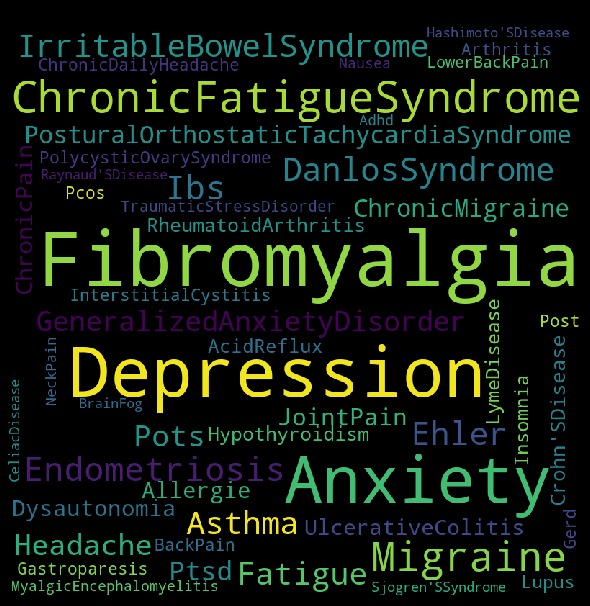 Hashimoto'SDisease
IrritableBowelSyndrome
Arthritis
ChronicDailyHeadache
Nausea
LowerBackPain
ChronicFatigueSyndrome
Adhd
PosturalOrthostaticTachycardiaSyndrome
PolycysticOvarySyndrome
DanlosSyndrome
Raynaud'SDisease
Ibs
Pcos
ChronicPain
TraumaticStressDisorder
ChronicMigraine
RheumatoidArthritis
Fibromyalgia
InterstitialCystitis
GeneralizedAnxietyDisorder
Post
AcidReflux
LymeDisease
NeckPain
Depression
BrainFog
CeliacDisease
JointPain
Insomnia
Crohn'SDisease
Pots
Hypothyroidism
Ehler
Endometriosis
Anxiety
Allergie
Dysautonomia
Asthma
UlcerativeColitis
Gerd
Headache
BackPain
Migraine
Gastroparesis
Ptsd
Fatigue
MyalgicEncephalomyelitis
Sjogren'SSyndrome
Lupus